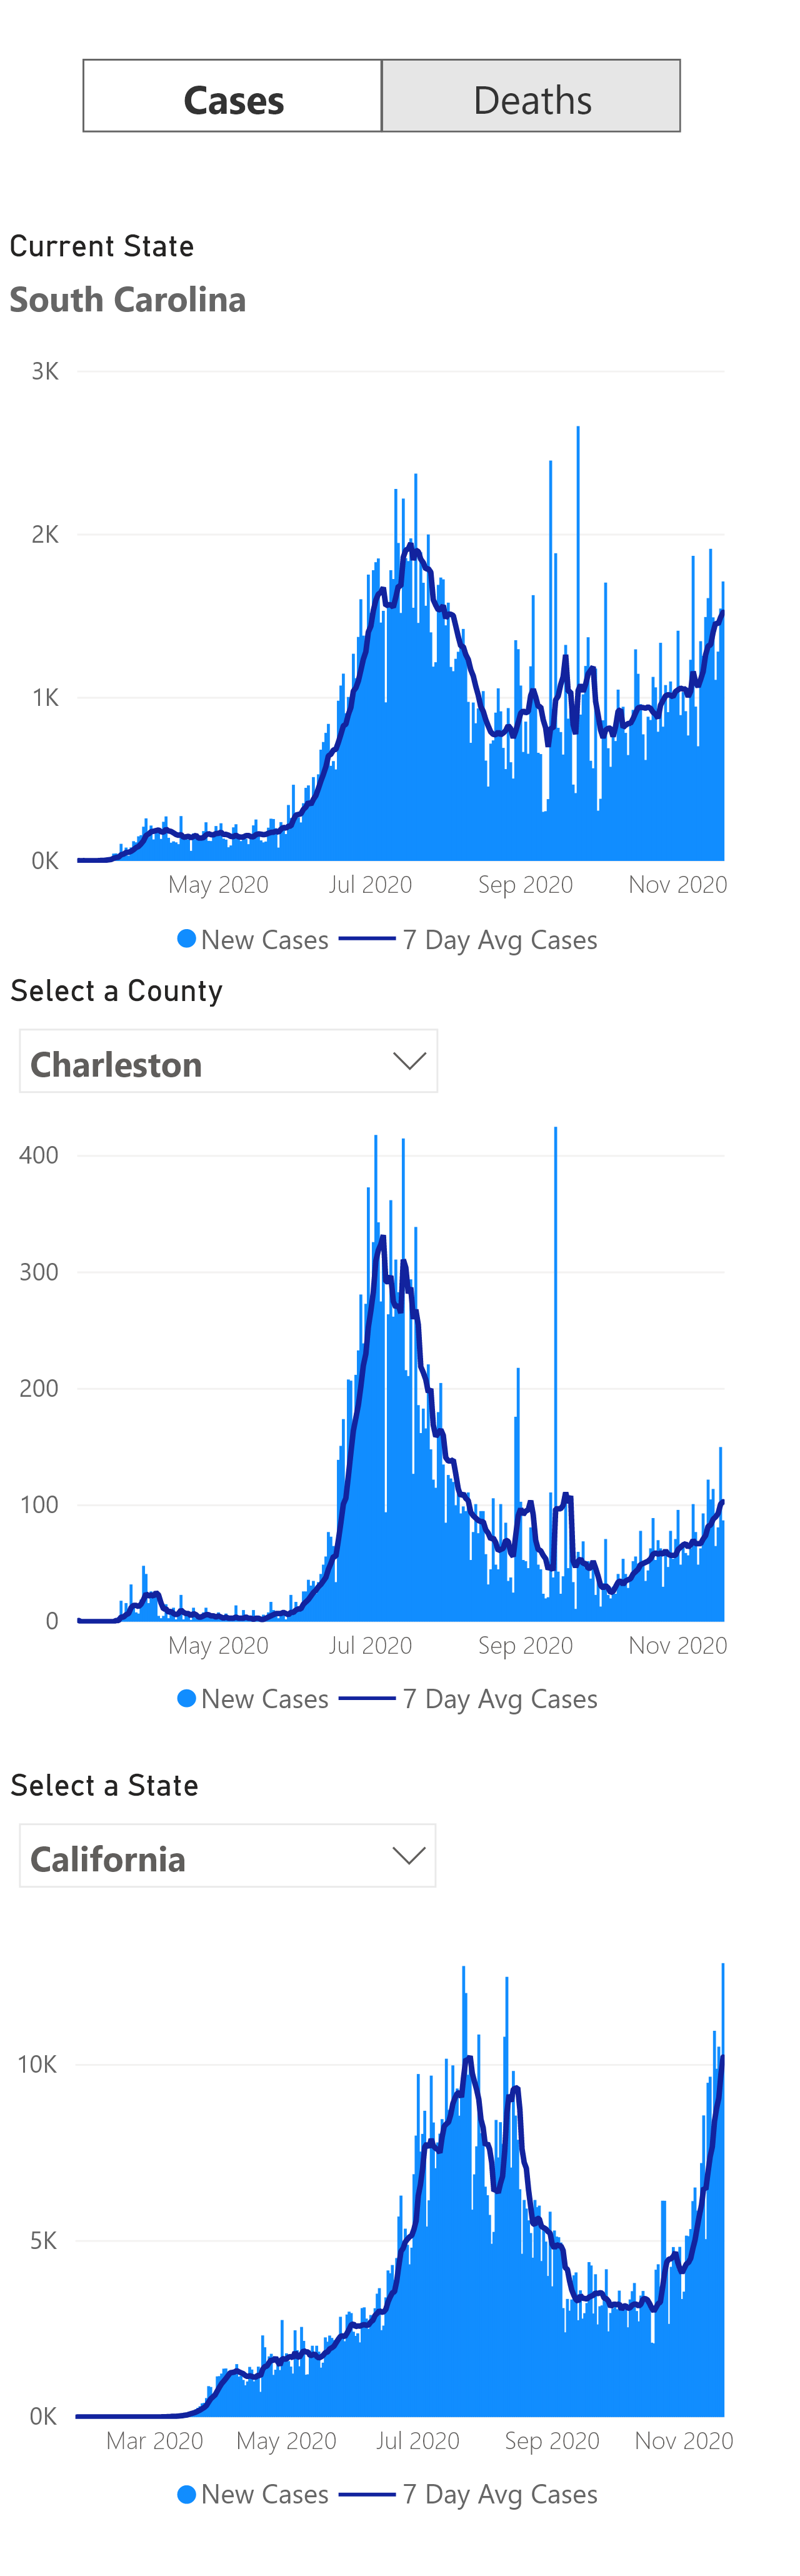 Cases Deaths
Current State
South Carolina
3K
2K
1K
0K
May 2020 Jul 2020 Sep 2020 Nov 2020
New Cases 7 Day Avg Cases
Select a County
Charleston
400
300
200
100
0
May 2020 Jul 2020 Sep 2020 Nov 2020
New Cases 7 Day Avg Cases
Select a State
California
10K
5K
0K
Mar 2020 May 2020 Jul 2020 Sep 2020 Nov 2020
New Cases 7 Day Avg Cases